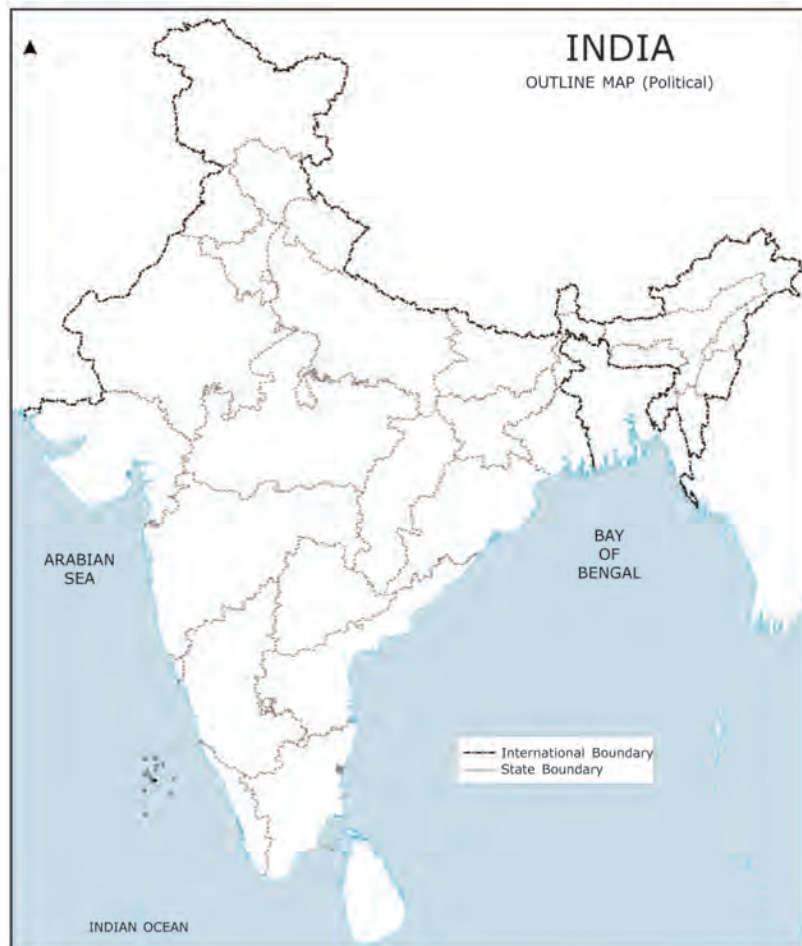 INDIA
OUTLINE MAP (Political)
ARABIAN
SEA
BAY
OF
BENGAL
International Boundary
State Boundary
INDIAN OCEAN